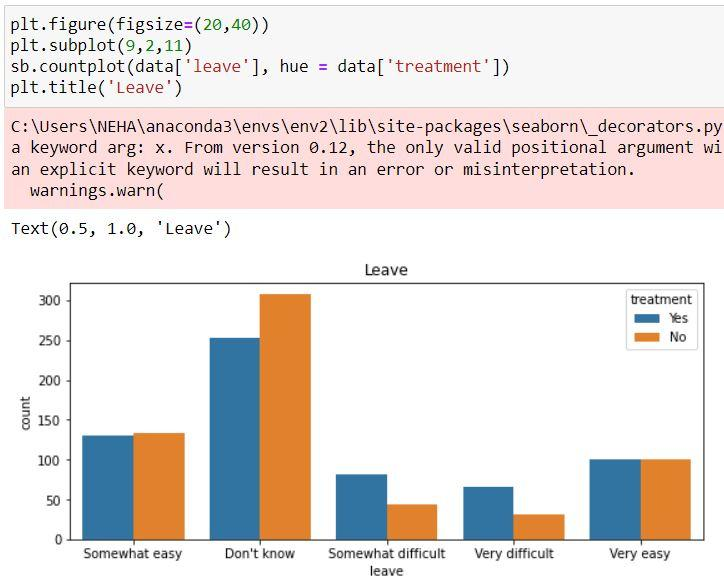 plt.figure(figsize=(20,40))
plt.subplot(9,2,11)
sb.countplot(data['leave'], hue = data['treatment'])
plt.title('Leave')
C:\Users\NEHA\anaconda3\envs\env2\lib\site-packages\seaborn\_decorators.py
a keyword arg: x. From version 0.12, the only valid positional argument wi
an explicit keyword will result in an error or misinterpretation.
warnings.warn(
Text(0.5, 1.0, 'Leave')
Leave
treatment
Yes
No
300
250
200
150
100
50
0
count
Somewhat easy Don't know Somewhat difficult Very difficult Very easy
leave